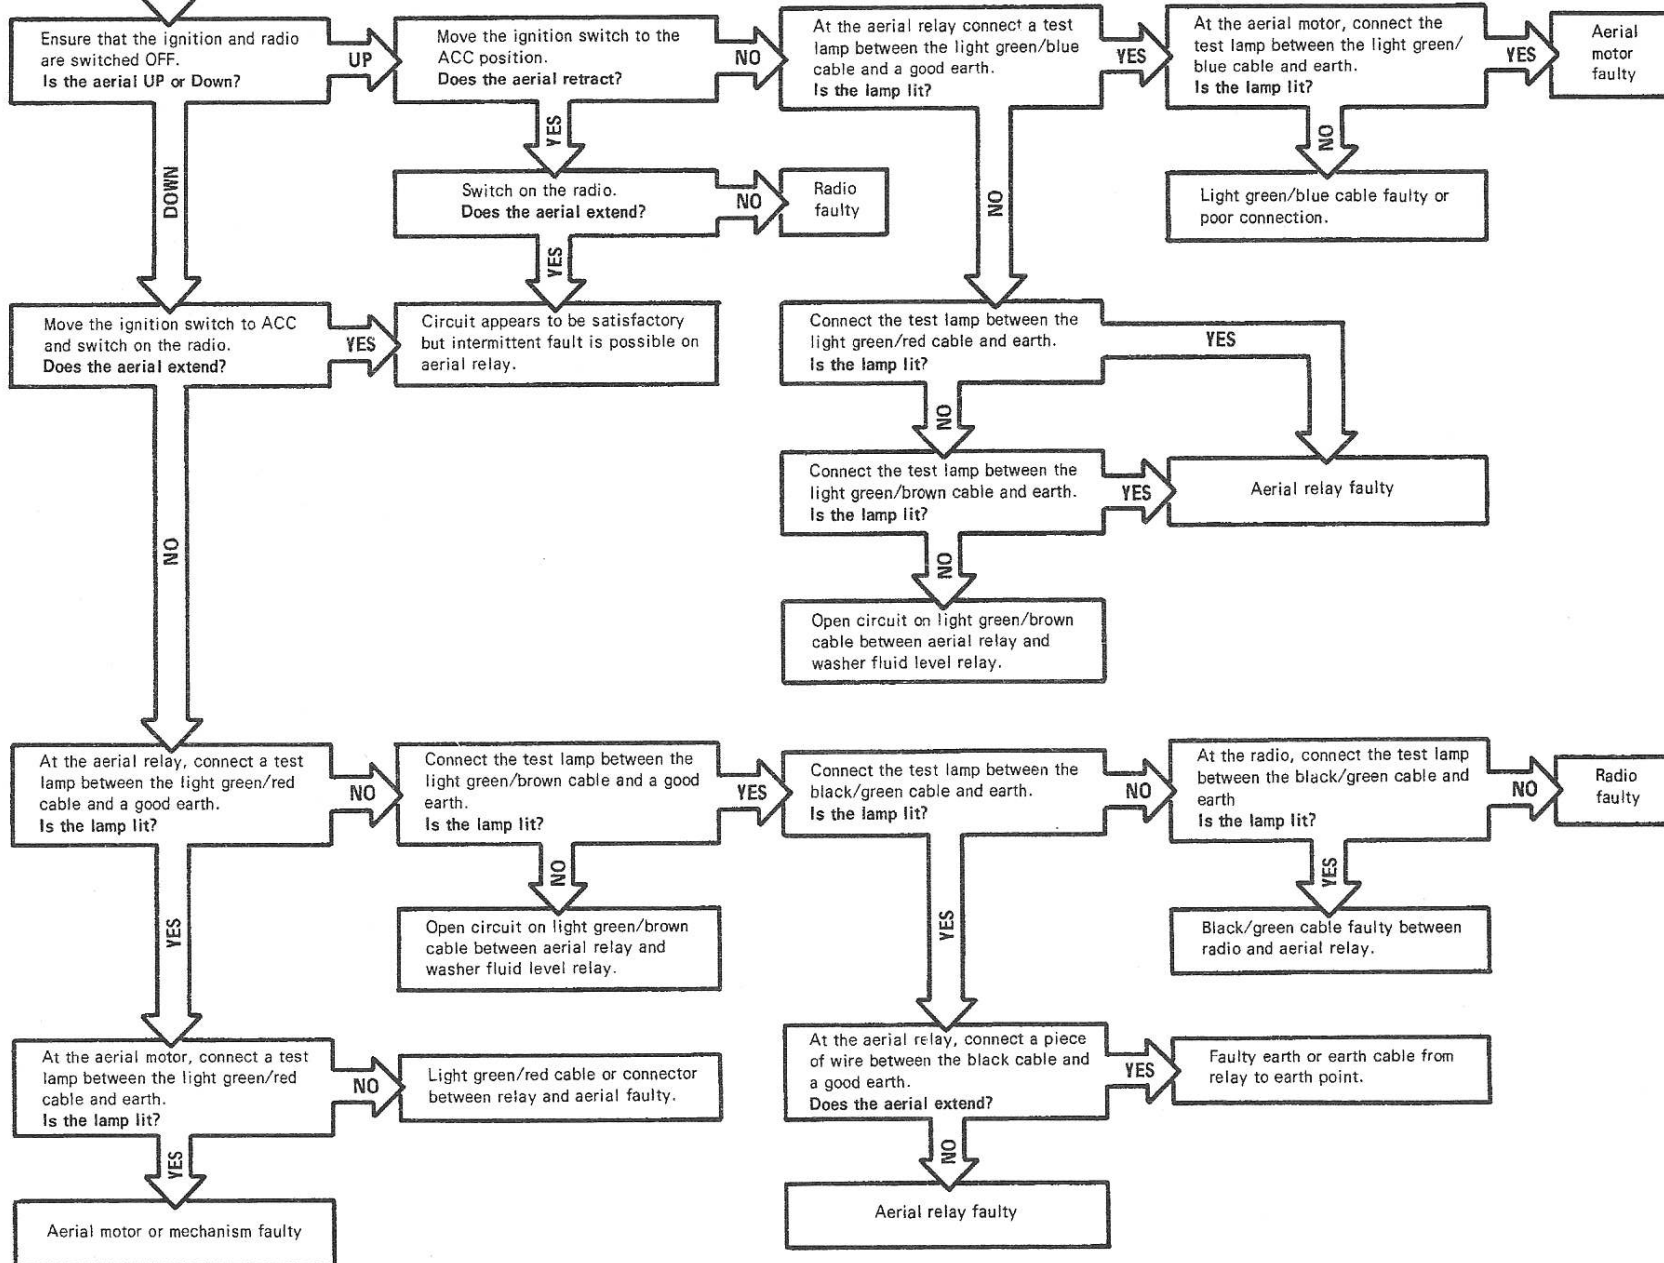 Ensure that the ignition and radio
are switched OFF.
Is the aerial UP or Down?
UP
Move the ignition switch to the
ACC position.
Does the aerial retract?
NO
At the aerial relay connect a test
lamp between the light green/blue
cable and a good earth.
Is the lamp lit?
YES
At the aerial motor, connect the
test lamp between the light green/
blue cable and earth.
Is the lamp lit?
YES
Aerial
motor
faulty
DOWN
YES
NO
NO
Switch on the radio.
Does the aerial extend?
NO
Radio
faulty
Light green/blue cable faulty or
poor connection.
YES
Move the ignition switch to ACC
and switch on the radio.
Does the aerial extend?
YES
Circuit appears to be satisfactory
but intermittent fault is possible on
aerial relay.
Connect the test lamp between the
light green/red cable and earth.
Is the lamp lit?
YES
NO
NO
Connect the test lamp between the
light green/brown cable and earth.
Is the lamp lit?
YES
Aerial relay faulty
NO
Open circuit on light green/brown
cable between aerial relay and
washer fluid level relay.
At the aerial relay, connect a test
lamp between the light green/red
cable and a good earth.
Is the lamp lit?
NO
Connect the test lamp between the
light green/brown cable and a good
earth.
Is the lamp lit?
YES
Connect the test lamp between the
black/green cable and earth.
Is the lamp lit?
NO
At the radio, connect the test lamp
between the black/green cable and
earth
Is the lamp lit?
NO
Radio
faulty
YES
NO
YES
YES
Open circuit on light green/brown
cable between aerial relay and
washer fluid level relay.
Black/green cable faulty between
radio and aerial relay.
At the aerial motor, connect a test
lamp between the light green/red
cable and earth.
Is the lamp lit?
NO
Light green/red cable or connector
between relay and aerial faulty.
At the aerial relay, connect a piece
of wire between the black cable and
a good earth.
Does the aerial extend?
YES
Faulty earth or earth cable from
relay to earth point.
YES
NO
Aerial motor or mechanism faulty
Aerial relay faulty